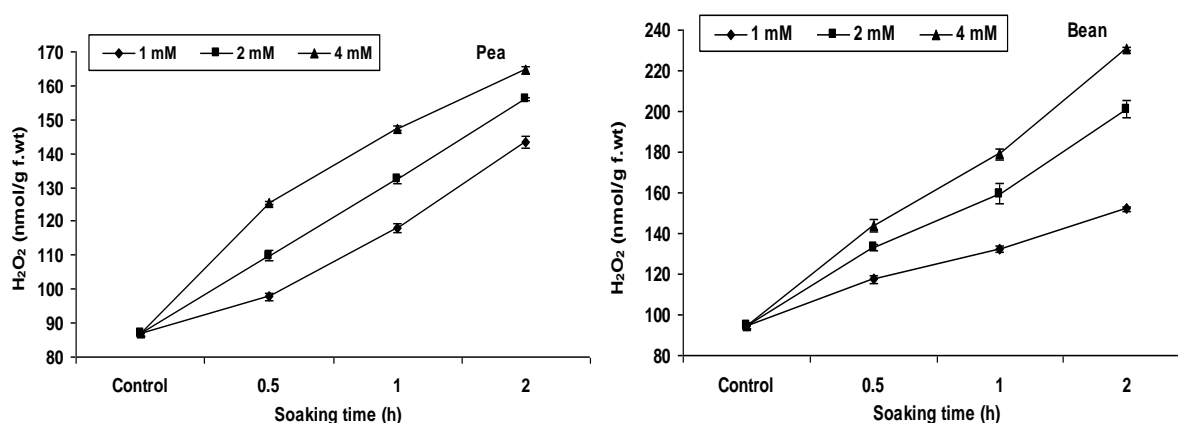 1 mM 2 mM 4 mM
Pea
H₂O₂ (nmol/g f.wt)
170
160
150
140
130
120
110
100
90
80
Control 0.5 1 2
Soaking time (h)
1 mM 2 mM 4 mM
Bean
H₂O₂ (nmol/g f.wt)
240
220
200
180
160
140
120
100
80
Control 0.5 1 2
Soaking time (h)